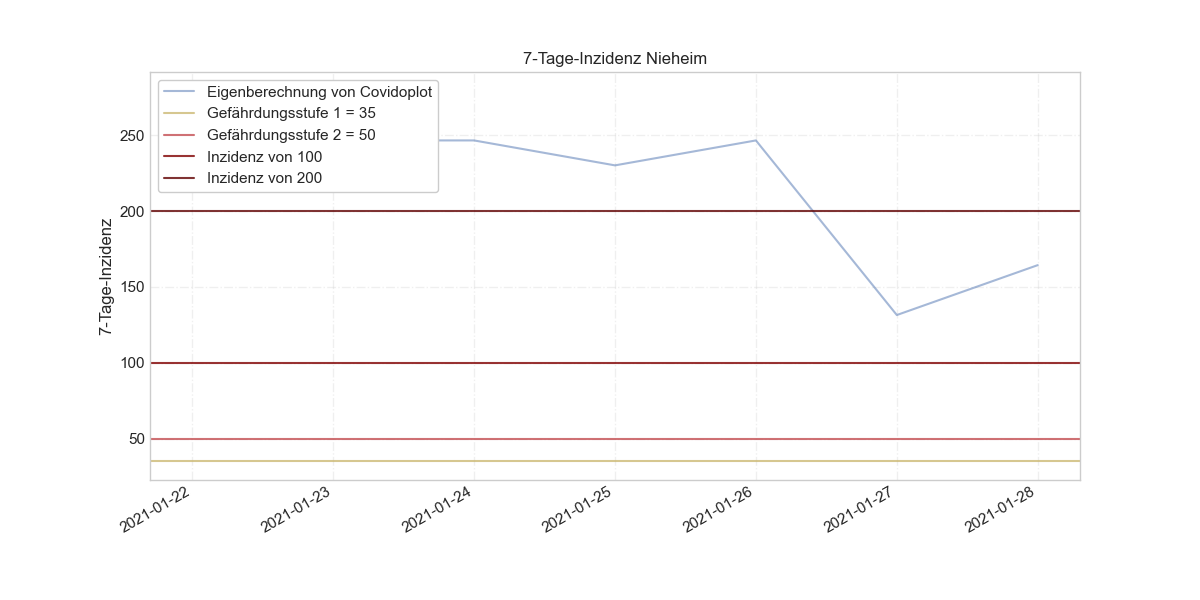 7-Tage-Inzidenz Nieheim
Eigenberechnung von Covidoplot
Gefährdungsstufe 1 = 35
Gefährdungsstufe 2 = 50
Inzidenz von 100
Inzidenz von 200
7-Tage-Inzidenz
250
200
150
100
50
2021-01-22
2021-01-23
2021-01-24
2021-01-25
2021-01-26
2021-01-27
2021-01-28